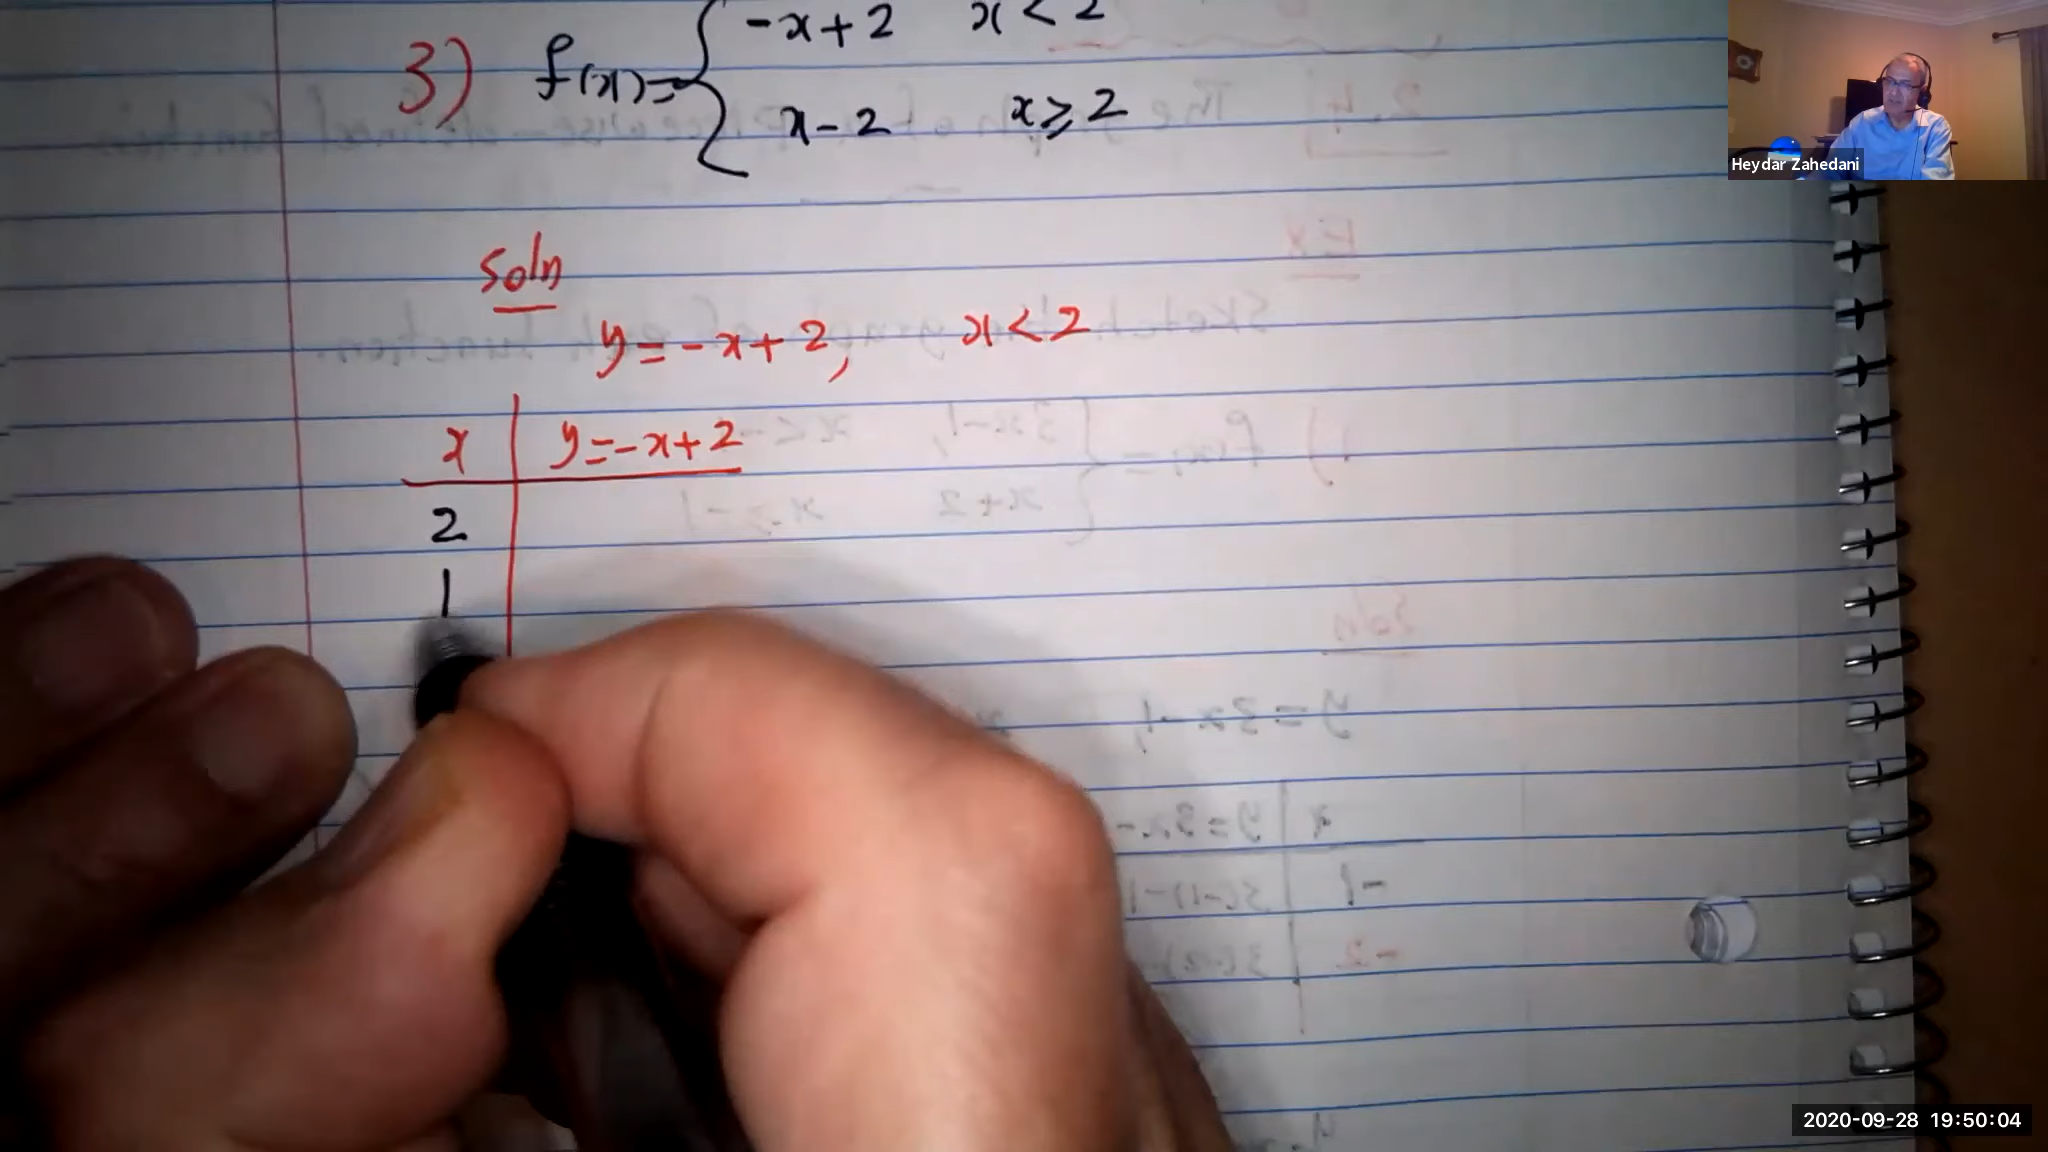 3) f(x) = { -x+2 x < 2
x-2 x ≥ 2
Heydar Zahedani
Soln
y = -x + 2, x < 2
x | y = -x+2
2
1
2020-09-28 19:50:04